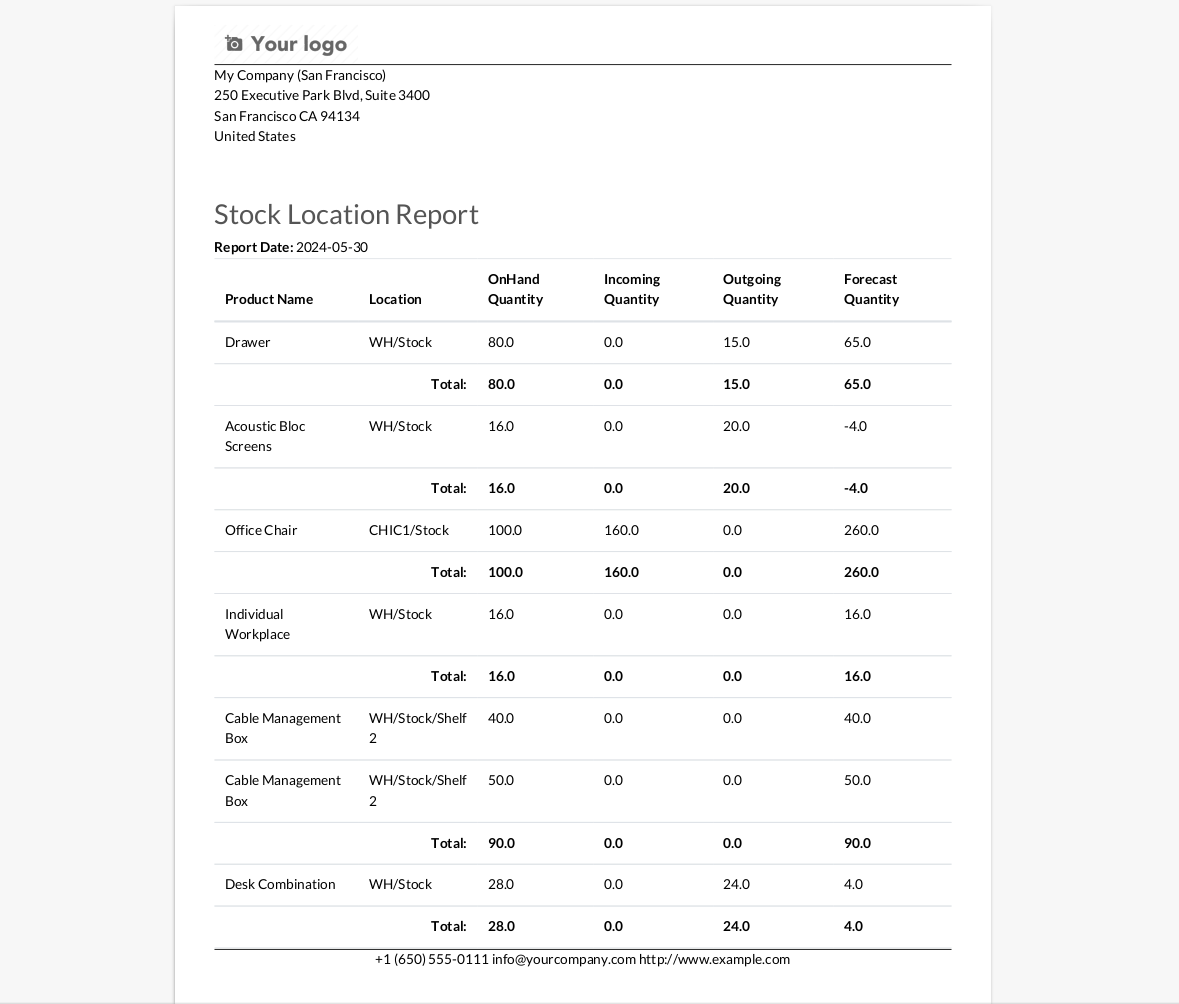 Your logo
My Company (San Francisco)
250 Executive Park Blvd, Suite 3400
San Francisco CA 94134
United States
Stock Location Report
Report Date: 2024-05-30
OnHand Incoming Outgoing Forecast
Product Name Location Quantity Quantity Quantity Quantity
Drawer WH/Stock 80.0 0.0 15.0 65.0
Total: 80.0 0.0 15.0 65.0
Acoustic Bloc WH/Stock 16.0 0.0 20.0 -4.0
Screens
Total: 16.0 0.0 20.0 -4.0
Office Chair CHIC1/Stock 100.0 160.0 0.0 260.0
Total: 100.0 160.0 0.0 260.0
Individual WH/Stock 16.0 0.0 0.0 16.0
Workplace
Total: 16.0 0.0 0.0 16.0
Cable Management WH/Stock/Shelf 40.0 0.0 0.0 40.0
Box 2
Cable Management WH/Stock/Shelf 50.0 0.0 0.0 50.0
Box 2
Total: 90.0 0.0 0.0 90.0
Desk Combination WH/Stock 28.0 0.0 24.0 4.0
Total: 28.0 0.0 24.0 4.0
+1 (650) 555-0111 info@yourcompany.com http://www.example.com